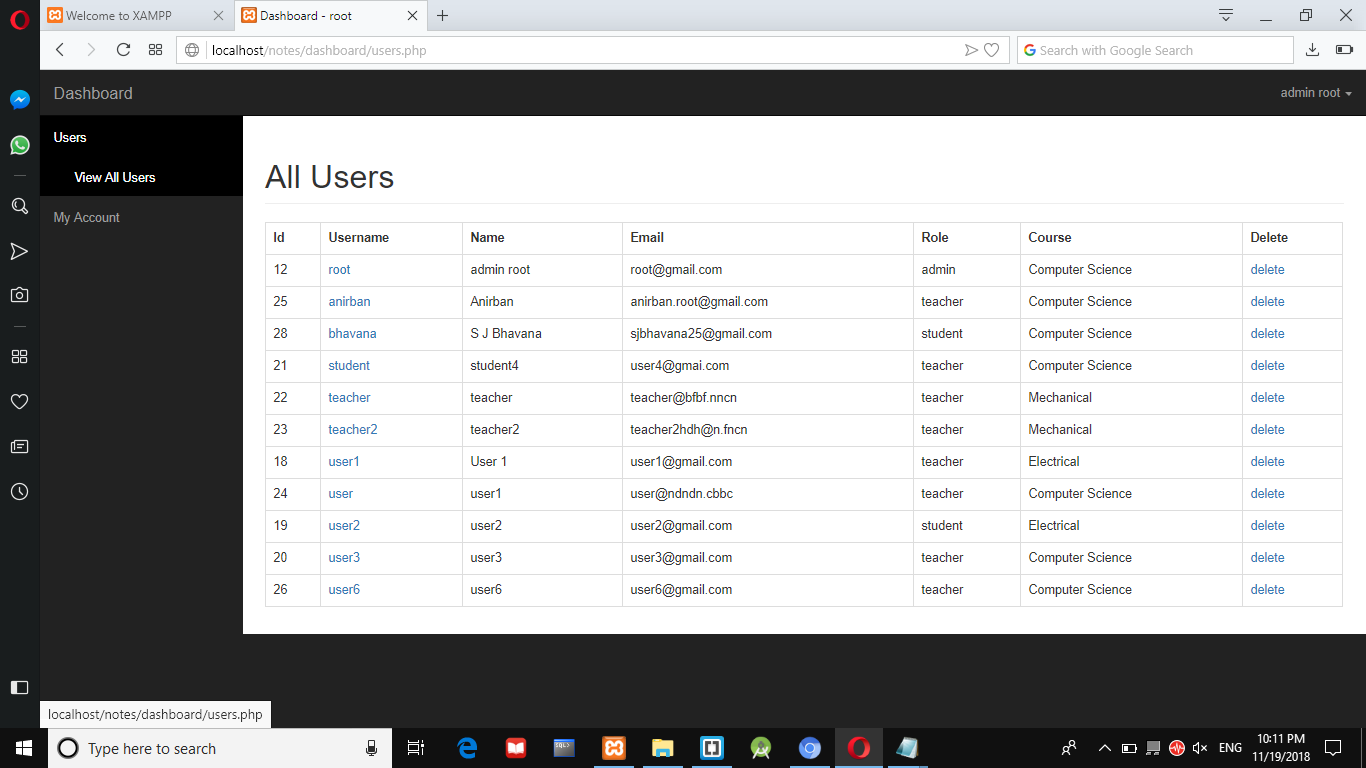 Welcome to XAMPP
Dashboard - root
localhost/notes/dashboard/users.php
Search with Google Search
Dashboard
admin root
Users
View All Users
My Account
All Users
Id Username Name Email Role Course Delete
12 root admin root root@gmail.com admin Computer Science delete
25 anirban Anirban anirban.root@gmail.com teacher Computer Science delete
28 bhavana S J Bhavana sjbhavana25@gmail.com student Computer Science delete
21 student student4 user4@gmai.com teacher Computer Science delete
22 teacher teacher teacher@bfbf.nncn teacher Mechanical delete
23 teacher2 teacher2 teacher2hdh@n.fncn teacher Mechanical delete
18 user1 User 1 user1@gmail.com teacher Electrical delete
24 user user1 user@ndndn.cbbc teacher Computer Science delete
19 user2 user2 user2@gmail.com student Electrical delete
20 user3 user3 user3@gmail.com teacher Computer Science delete
26 user6 user6 user6@gmail.com teacher Computer Science delete
localhost/notes/dashboard/users.php
Type here to search
ENG
10:11 PM
11/19/2018